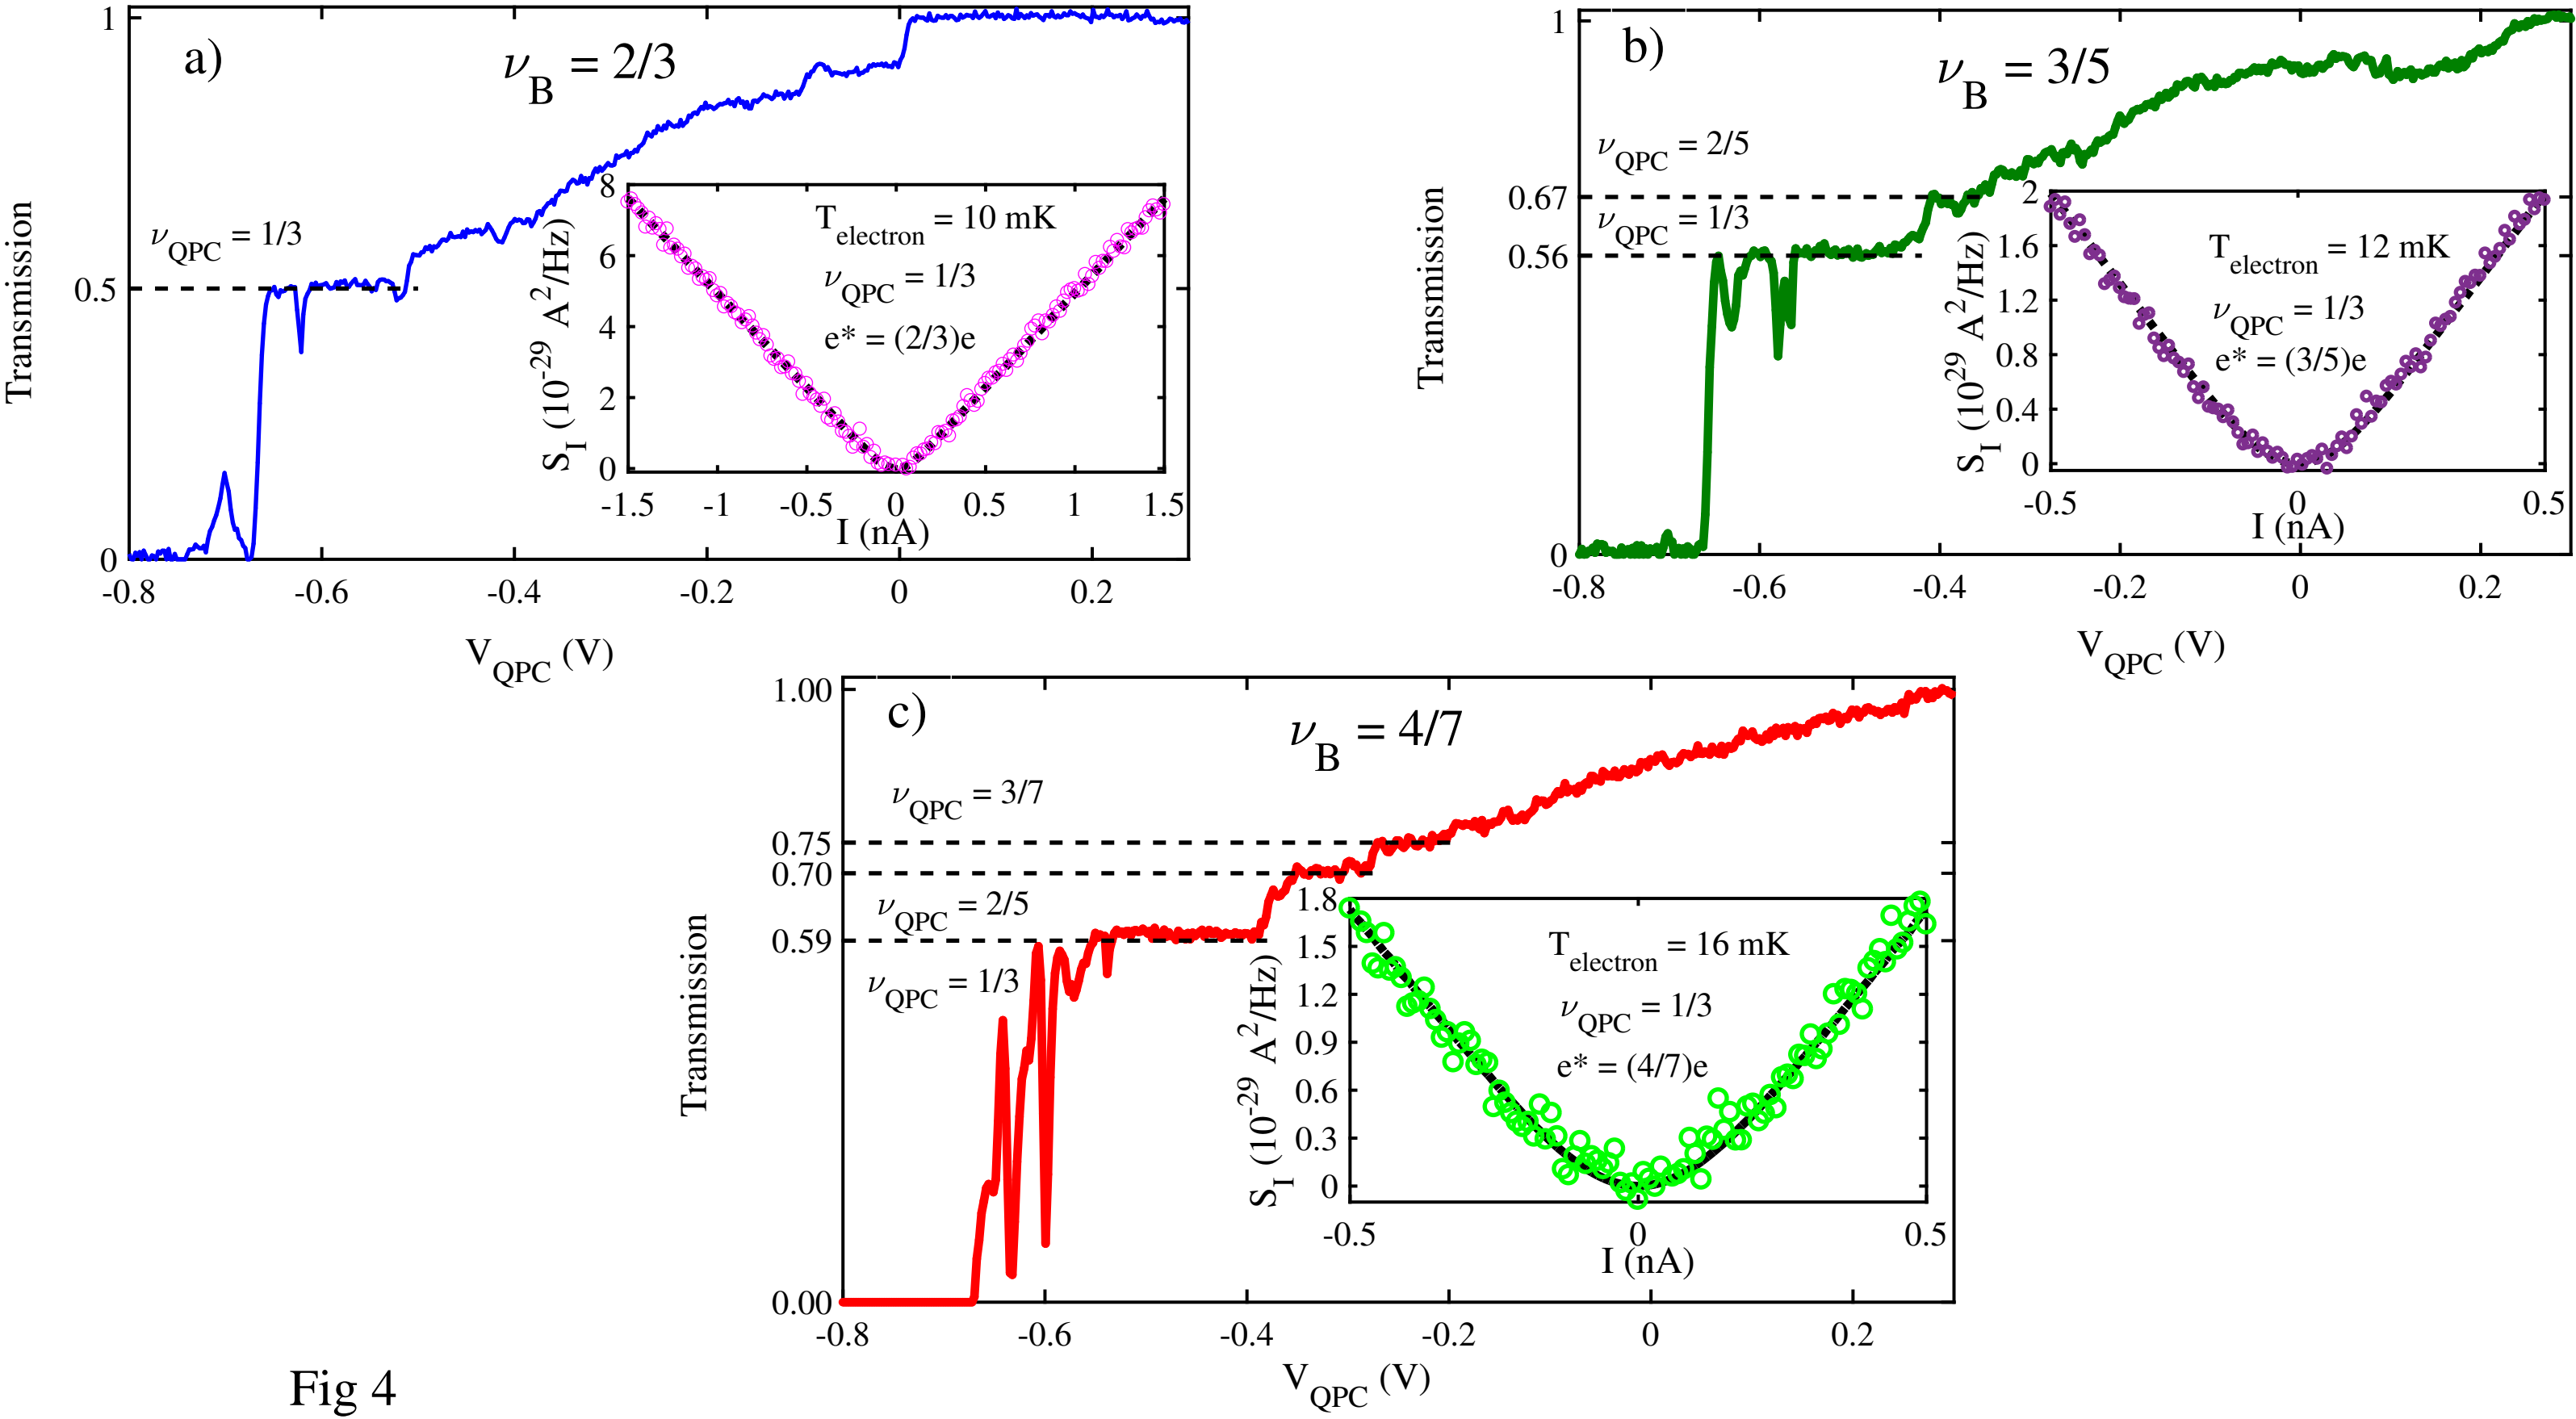 a)
ν_B = 2/3
1
0.5
0
Transmission
ν_QPC = 1/3
-0.8 -0.6 -0.4 -0.2 0 0.2
V_QPC (V)
8
6
4
2
0
S_I (10^-29 A^2/Hz)
T_electron = 10 mK
ν_QPC = 1/3
e* = (2/3)e
-1.5 -1 -0.5 0 0.5 1 1.5
I (nA)
b)
ν_B = 3/5
1
0.67
0.56
0
Transmission
ν_QPC = 2/5
ν_QPC = 1/3
-0.8 -0.6 -0.4 -0.2 0 0.2
V_QPC (V)
2
1.6
1.2
0.8
0.4
0
S_I (10^29 A^2/Hz)
T_electron = 12 mK
ν_QPC = 1/3
e* = (3/5)e
-0.5 0 0.5
I (nA)
c)
ν_B = 4/7
1.00
0.75
0.70
0.59
0.00
Transmission
ν_QPC = 3/7
ν_QPC = 2/5
ν_QPC = 1/3
-0.8 -0.6 -0.4 -0.2 0 0.2
V_QPC (V)
1.8
1.5
1.2
0.9
0.6
0.3
0
S_I (10^-29 A^2/Hz)
T_electron = 16 mK
ν_QPC = 1/3
e* = (4/7)e
-0.5 0 0.5
I (nA)
Fig 4